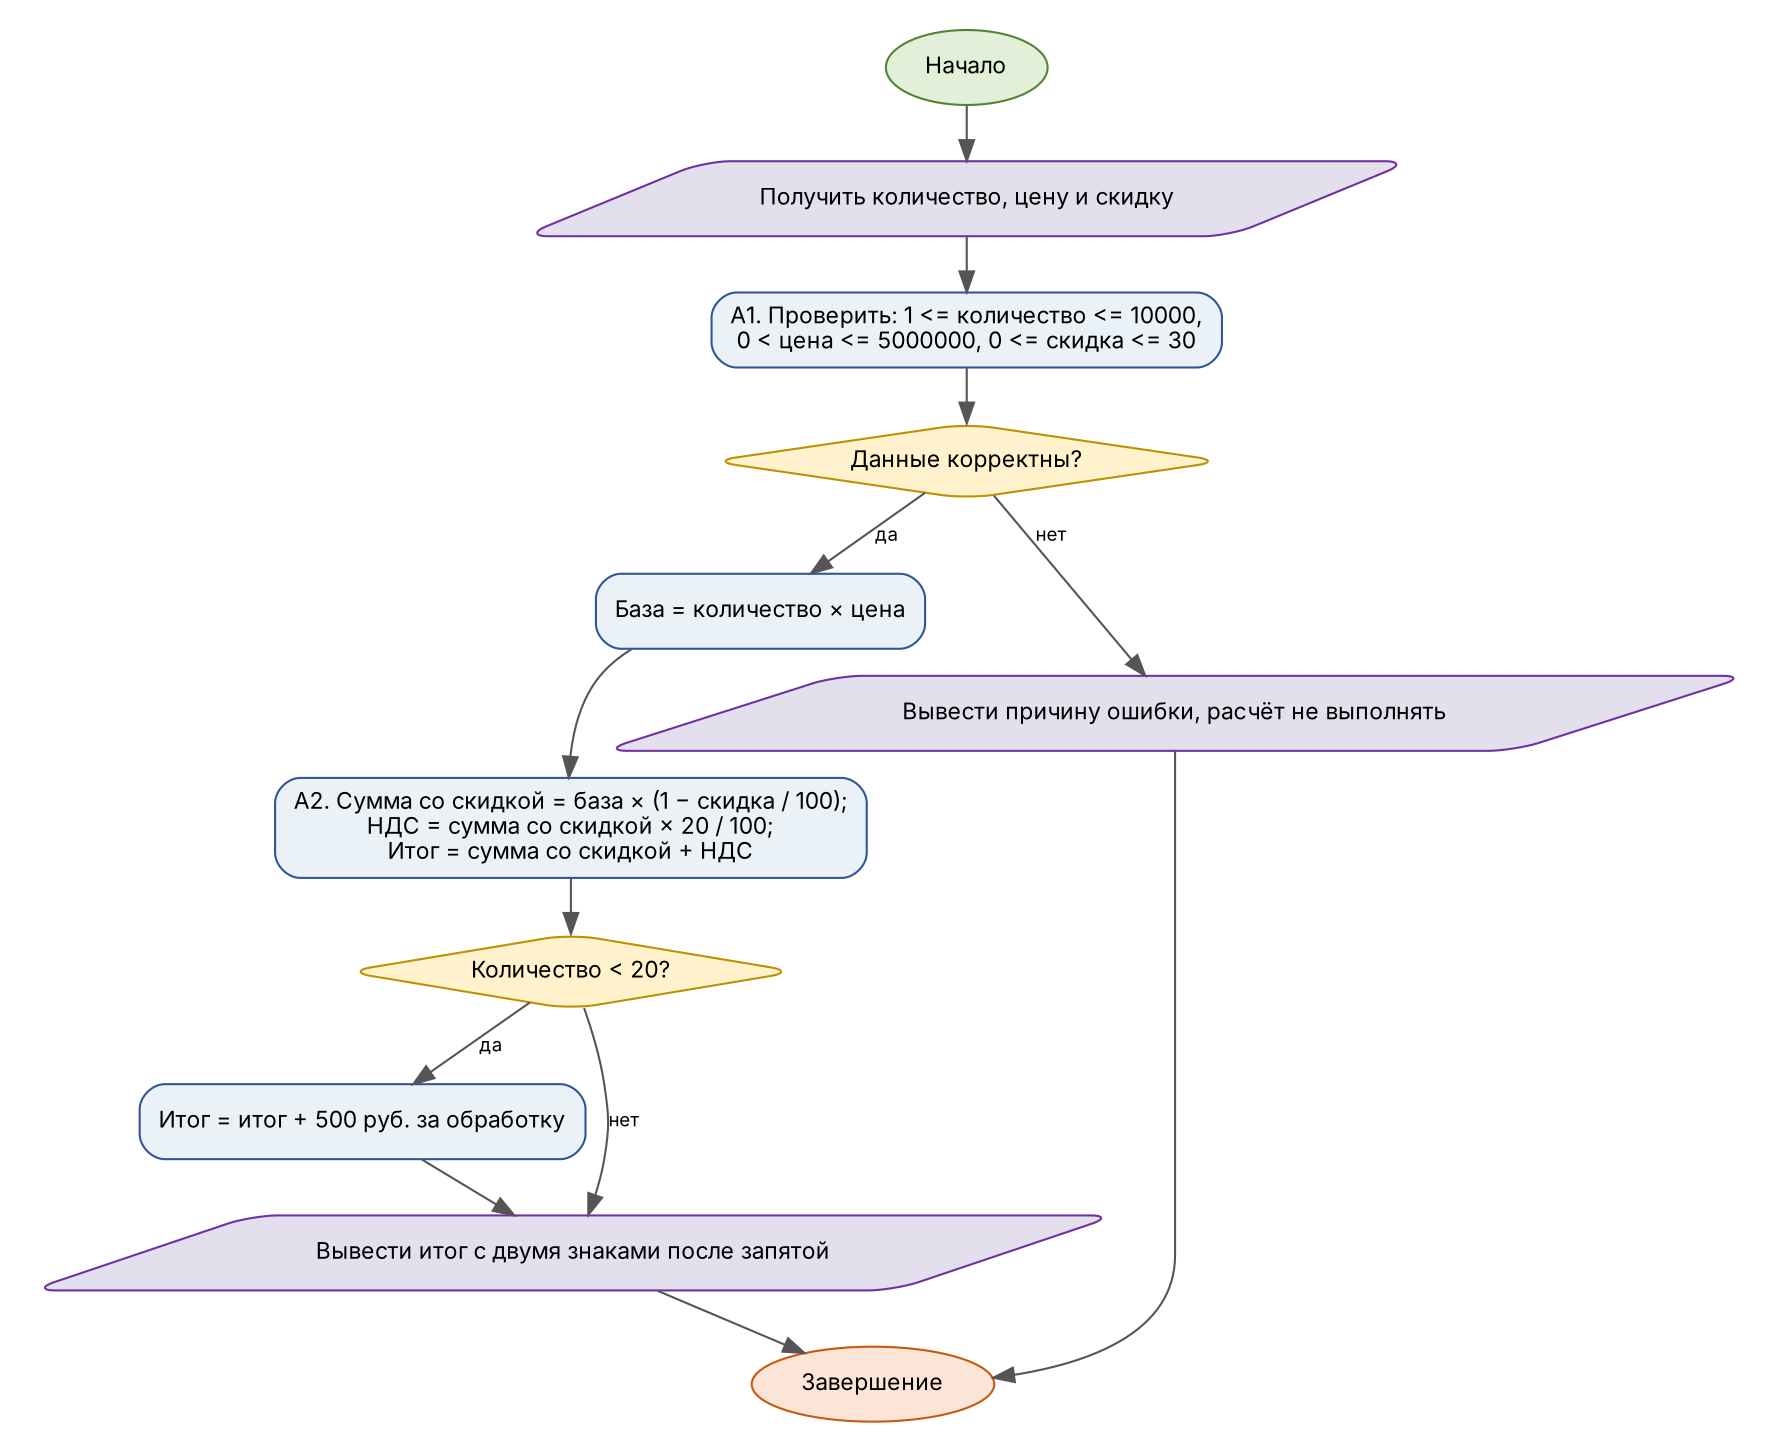 Начало
Получить количество, цену и скидку
А1. Проверить: 1 <= количество <= 10000,
0 < цена <= 5000000, 0 <= скидка <= 30
Данные корректны?
да
нет
База = количество × цена
Вывести причину ошибки, расчёт не выполнять
А2. Сумма со скидкой = база × (1 − скидка / 100);
НДС = сумма со скидкой × 20 / 100;
Итог = сумма со скидкой + НДС
Количество < 20?
да
Итог = итог + 500 руб. за обработку
нет
Вывести итог с двумя знаками после запятой
Завершение